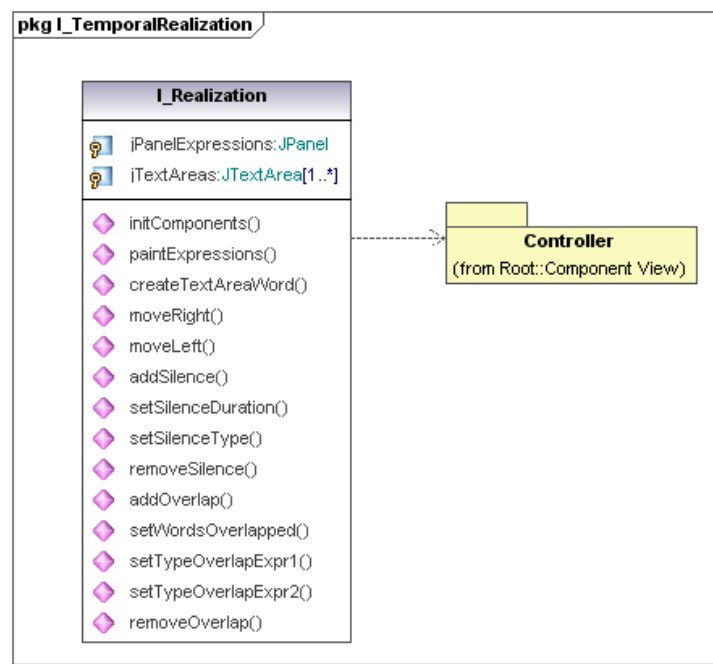 pkg I_TemporalRealization
I_Realization
jPanelExpressions:JPanel
jTextAreas:JTextArea[1..*]
initComponents()
paintExpressions()
createTextAreaWord()
moveRight()
moveLeft()
addSilence()
setSilenceDuration()
setSilenceType()
removeSilence()
addOverlap()
setWordsOverlapped()
setTypeOverlapExpr1()
setTypeOverlapExpr2()
removeOverlap()
Controller
(from Root::Component View)